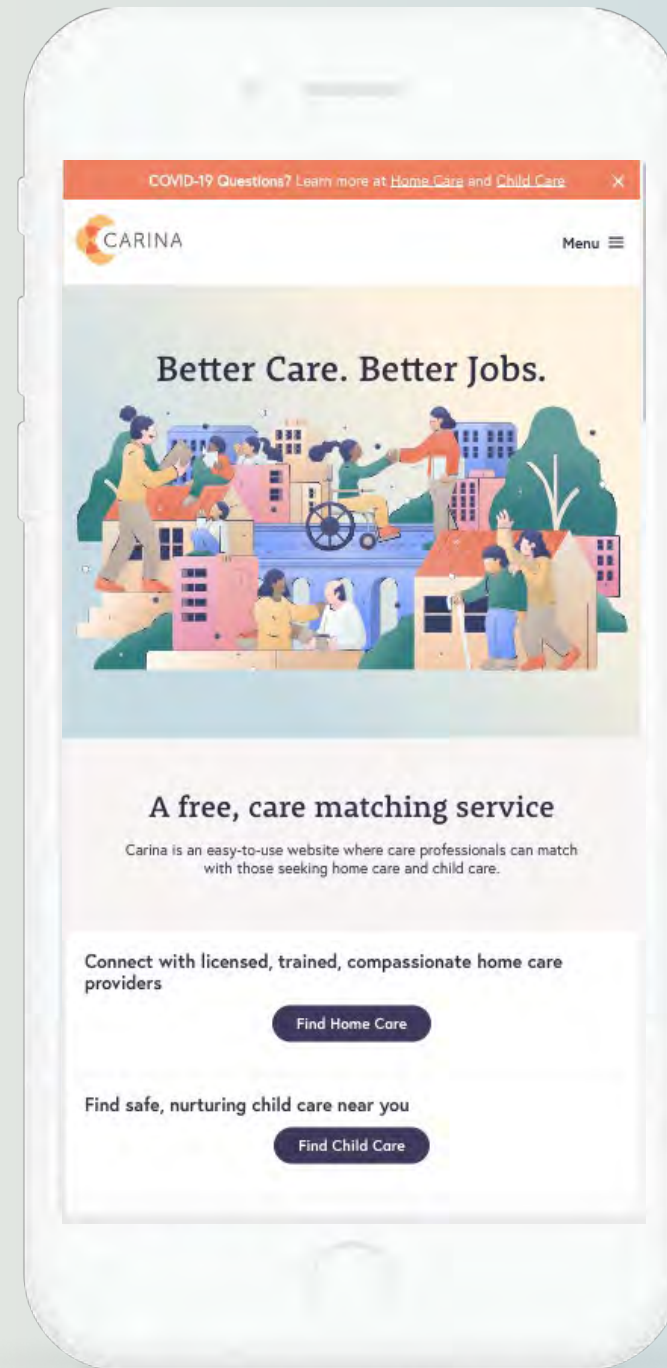 COVID-19 Questions? Learn more at Home Care and Child Care X
CARINA
Menu
Better Care. Better Jobs.
A free, care matching service
Carina is an easy-to-use website where care professionals can match
with those seeking home care and child care.
Connect with licensed, trained, compassionate home care
providers
Find Home Care
Find safe, nurturing child care near you
Find Child Care